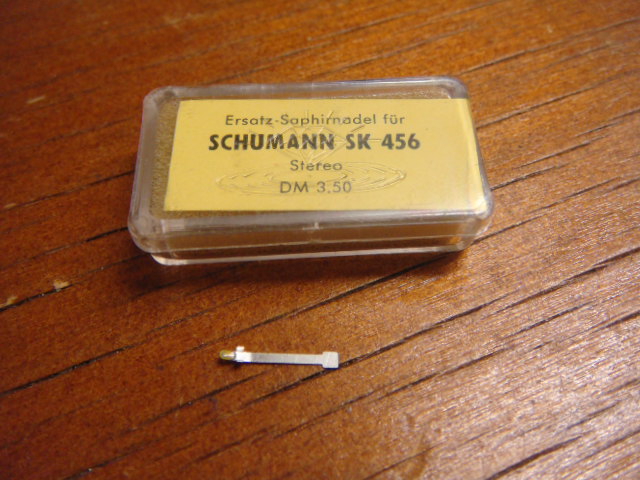 Ersatz-Saphirnadel für
SCHUMANN SK 456
Stereo
DM 3.50